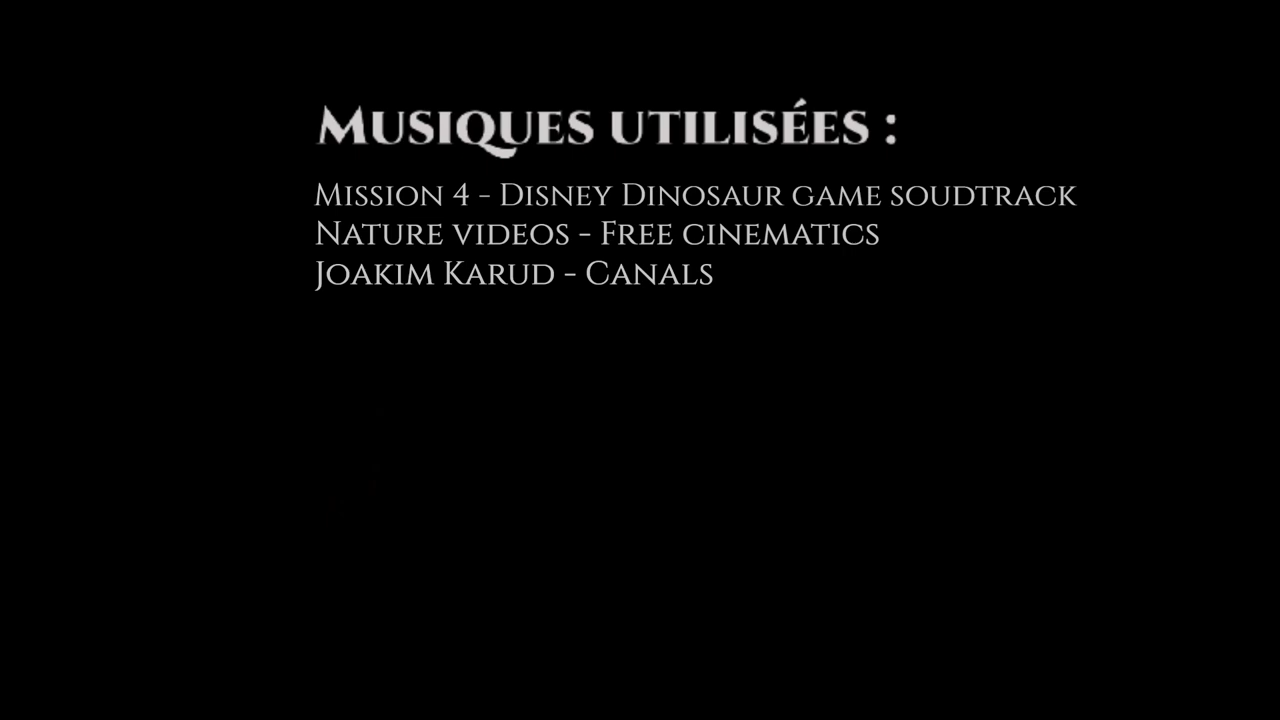 Musiques utilisées :
Mission 4 - Disney Dinosaur game soudtrack
Nature videos - Free cinematics
Joakim Karud - Canals